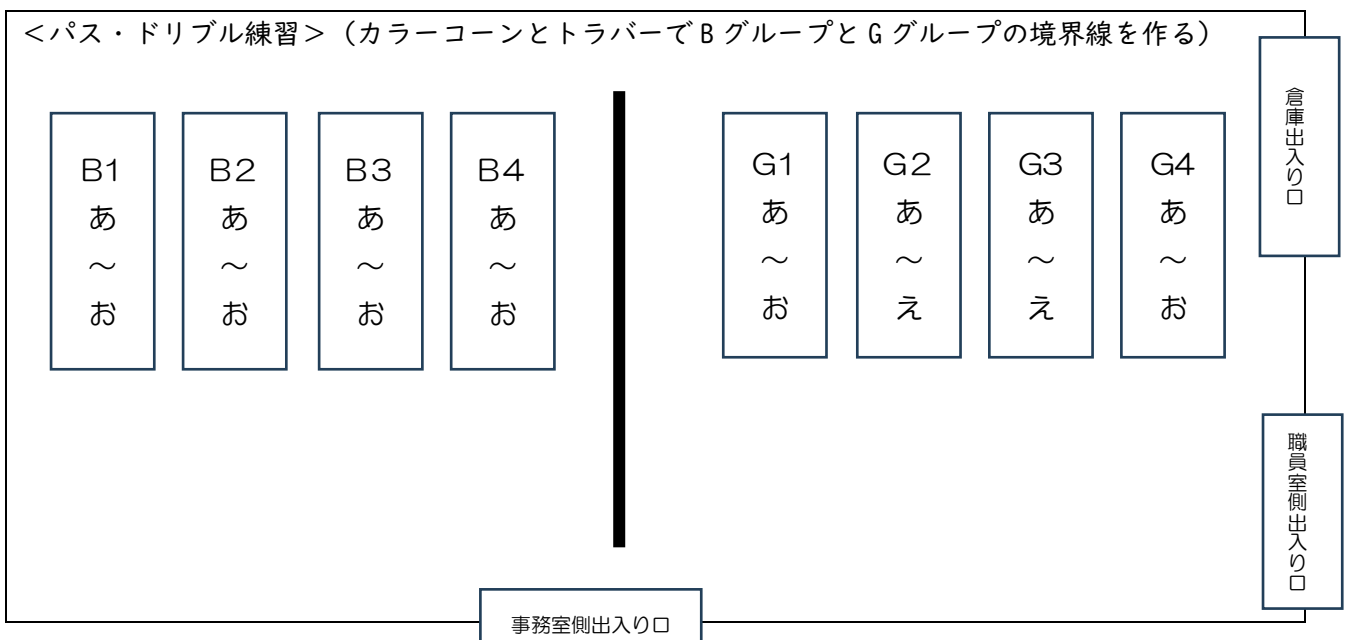 ＜パス・ドリブル練習＞（カラーコーンとトラバーでBグループとGグループの境界線を作る）
倉庫出入り口
B1
あ
～
お
B2
あ
～
お
B3
あ
～
お
B4
あ
～
お
G1
あ
～
お
G2
あ
～
え
G3
あ
～
え
G4
あ
～
お
職員室側出入り口
事務室側出入り口